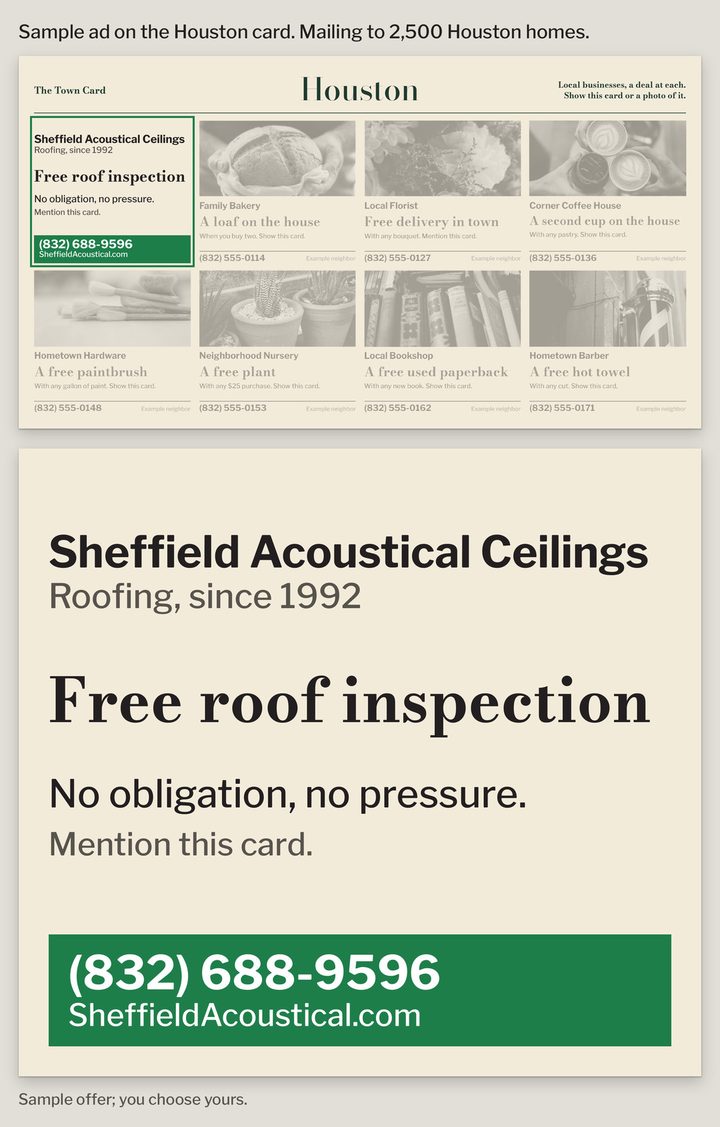 Sample ad on the Houston card. Mailing to 2,500 Houston homes.
The Town Card
Houston
Local businesses, a deal at each.
Show this card or a photo of it.
Sheffield Acoustical Ceilings
Roofing, since 1992
Free roof inspection
No obligation, no pressure.
Mention this card.
(832) 688-9596
SheffieldAcoustical.com
Family Bakery
A loaf on the house
When you buy two. Show this card.
(832) 555-0114
Example neighbor
Local Florist
Free delivery in town
With any bouquet. Mention this card.
(832) 555-0127
Example neighbor
Corner Coffee House
A second cup on the house
With any pastry. Show this card.
(832) 555-0136
Example neighbor
Hometown Hardware
A free paintbrush
With any gallon of paint. Show this card.
(832) 555-0148
Example neighbor
Neighborhood Nursery
A free plant
With any $25 purchase. Show this card.
(832) 555-0153
Example neighbor
Local Bookshop
A free used paperback
With any new book. Show this card.
(832) 555-0162
Example neighbor
Hometown Barber
A free hot towel
With any cut. Show this card.
(832) 555-0171
Example neighbor
Sheffield Acoustical Ceilings
Roofing, since 1992
Free roof inspection
No obligation, no pressure.
Mention this card.
(832) 688-9596
SheffieldAcoustical.com
Sample offer; you choose yours.